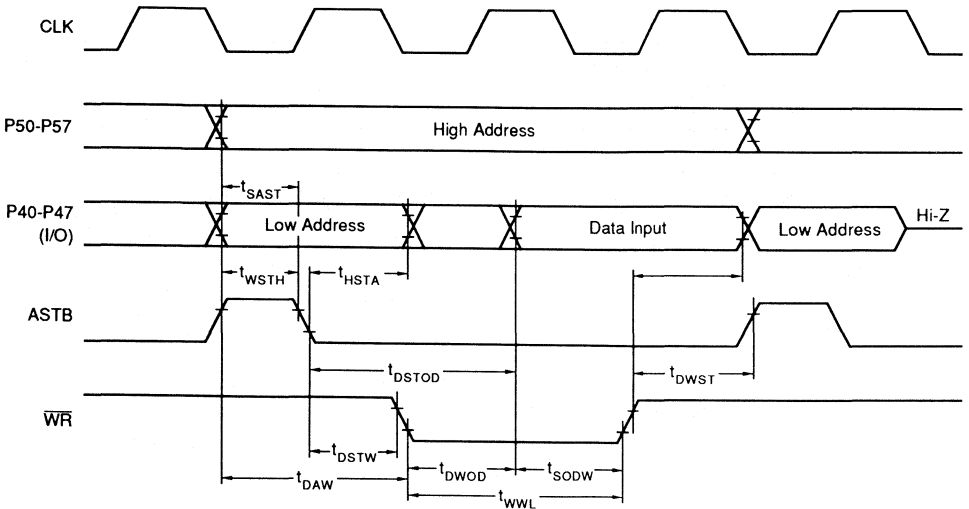 CLK
P50-P57
High Address
tSAST
P40-P47
(I/O)
Low Address
Data Input
Low Address
Hi-Z
tWSTH
tHSTA
ASTB
tDSTOD
tDWST
WR
tDSTW
tDWOD
tSODW
tDAW
tWWL